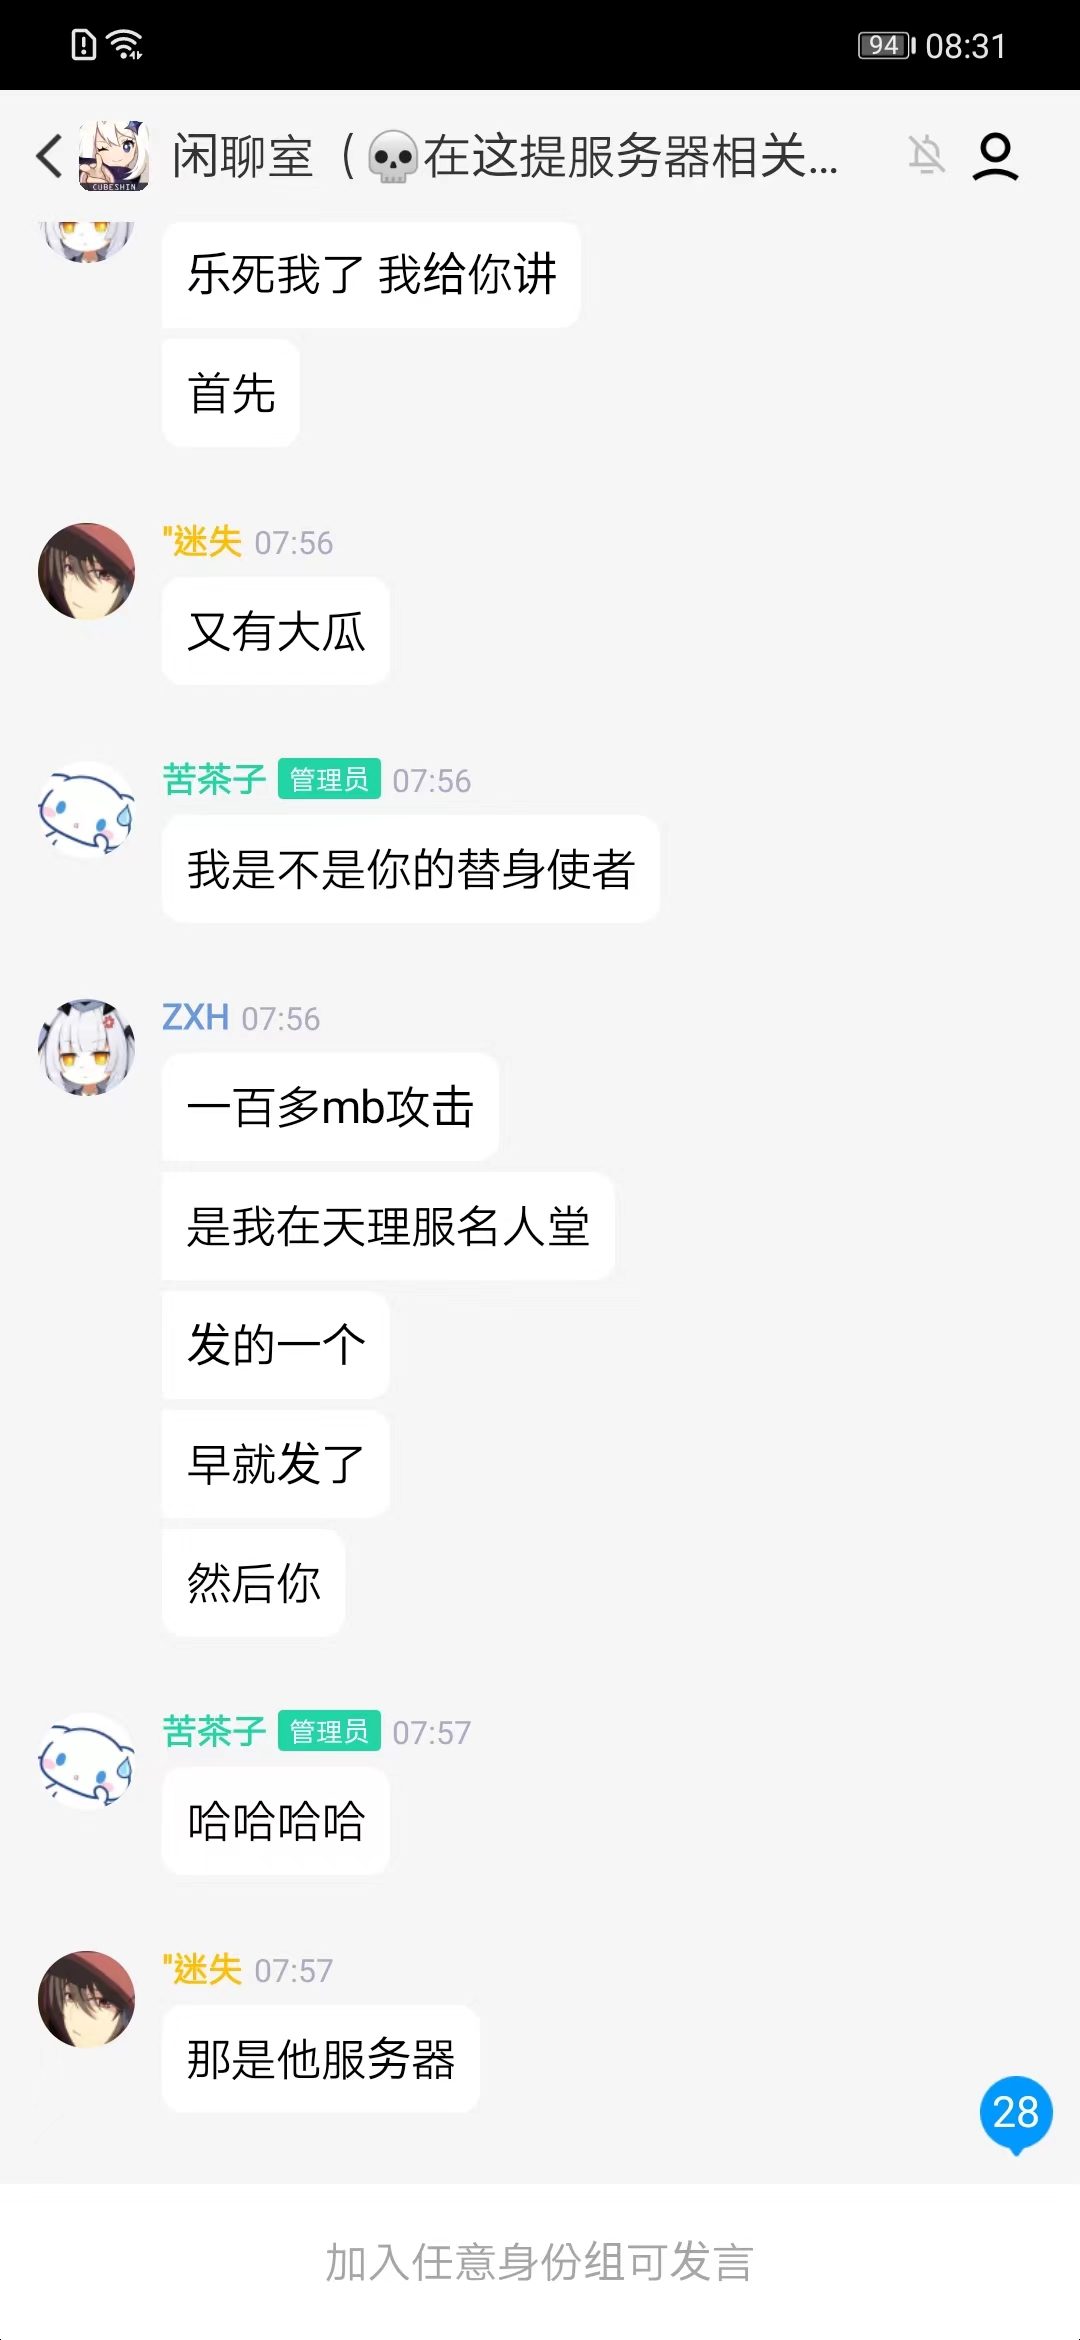 94 08:31
CUBESHIN
闲聊室（💀在这提服务器相关...
乐死我了 我给你讲
首先
"迷失 07:56
又有大瓜
苦茶子 管理员 07:56
我是不是你的替身使者
ZXH 07:56
一百多mb攻击
是我在天理服名人堂
发的一个
早就发了
然后你
苦茶子 管理员 07:57
哈哈哈哈
"迷失 07:57
那是他服务器
28
加入任意身份组可发言